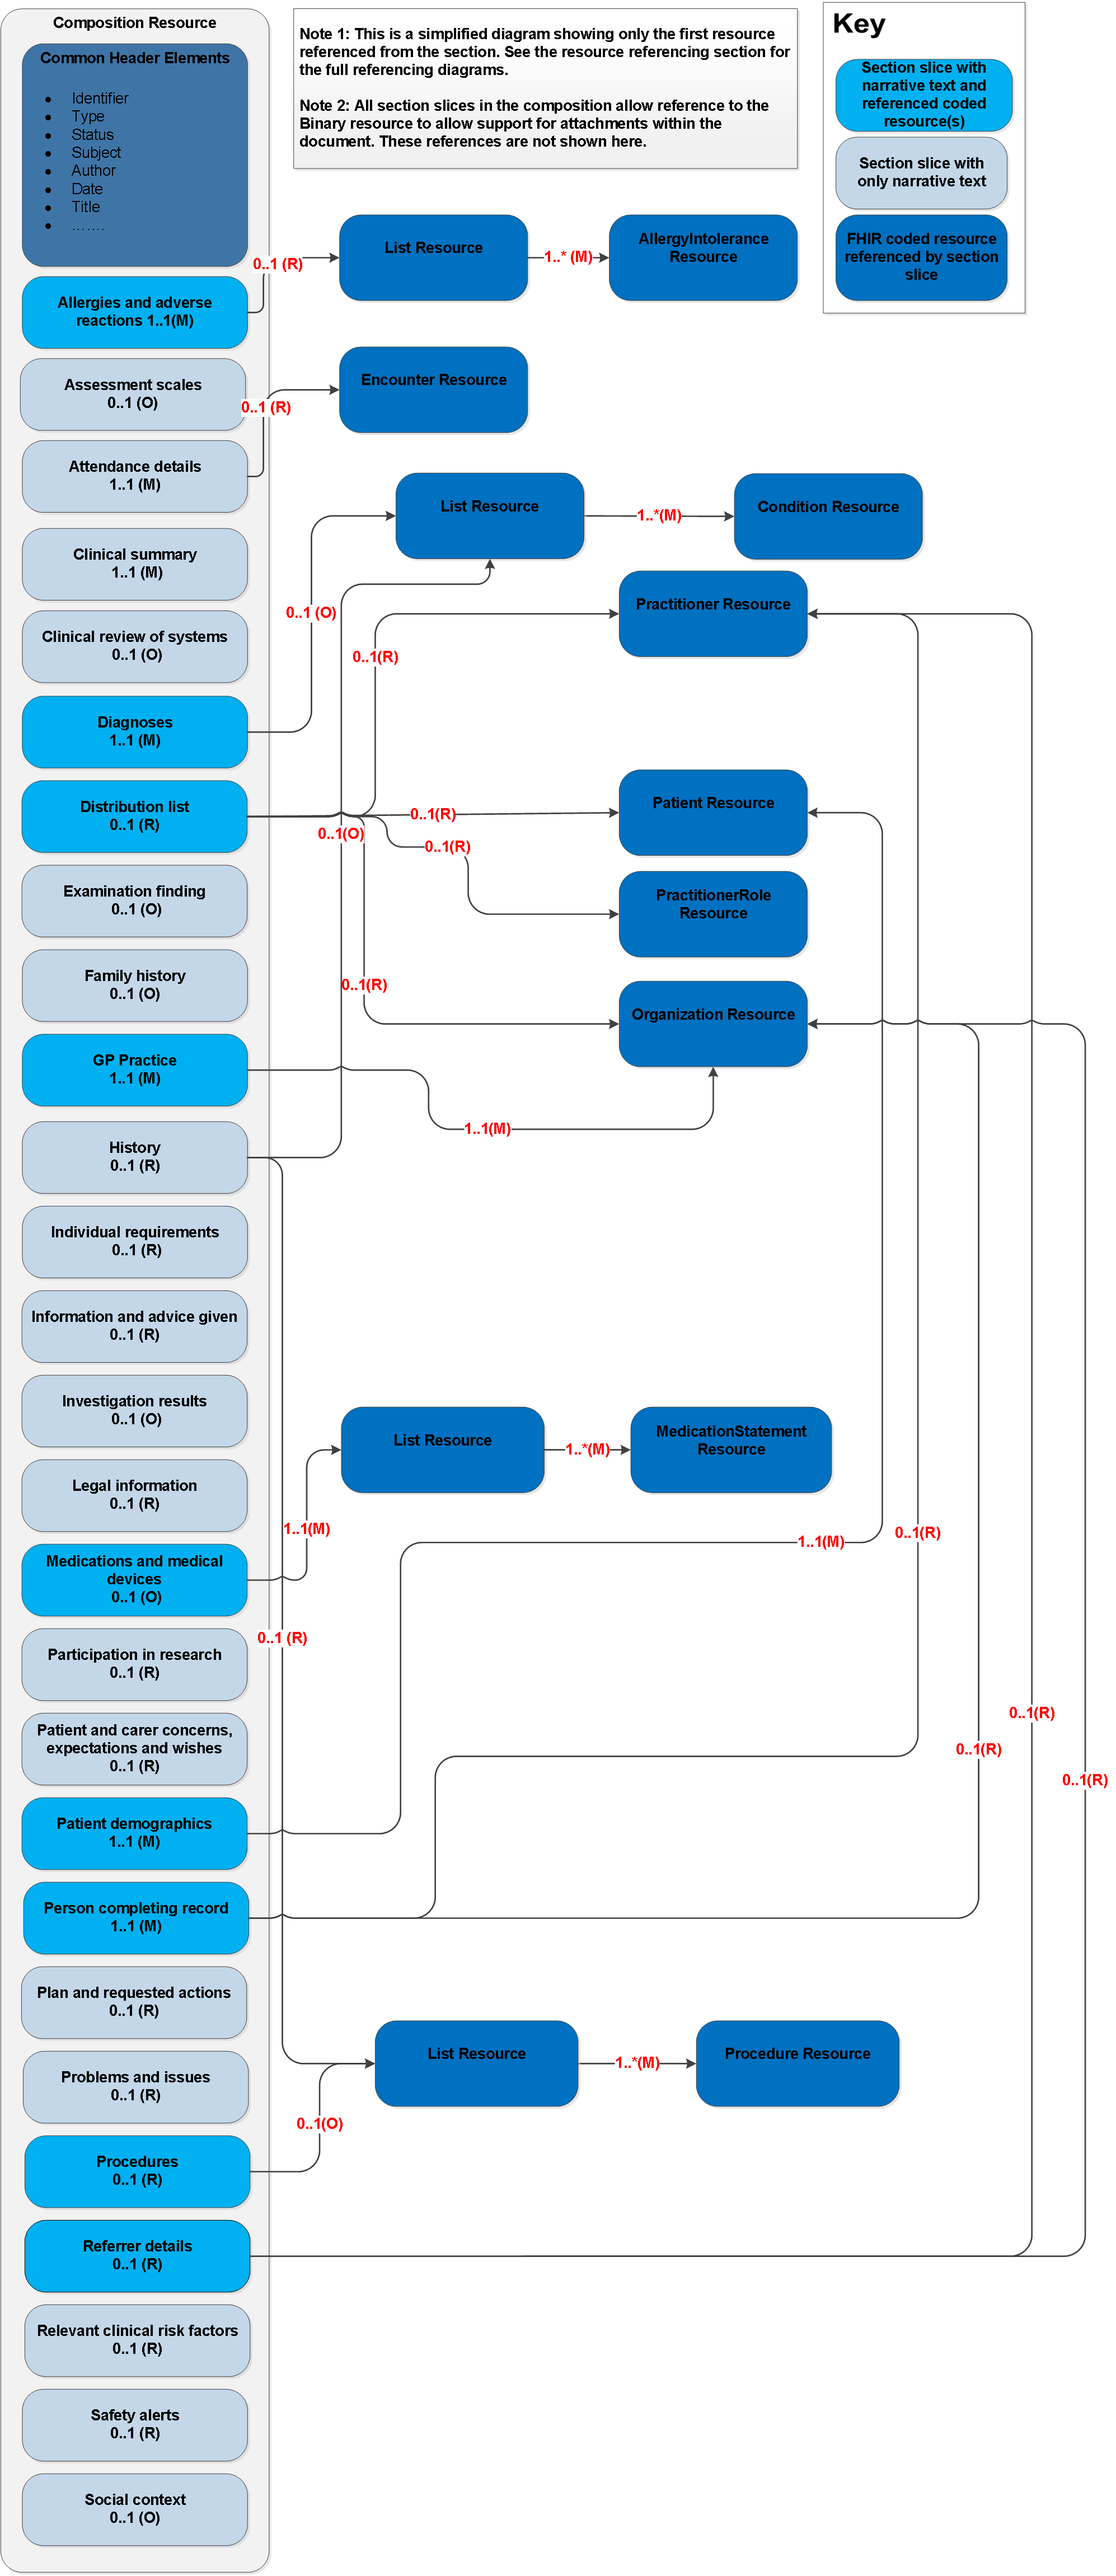 Composition Resource
Common Header Elements
● Identifier
● Type
● Status
● Subject
● Author
● Date
● Title
● …….
Note 1: This is a simplified diagram showing only the first resource
referenced from the section. See the resource referencing section for
the full referencing diagrams.
Note 2: All section slices in the composition allow reference to the
Binary resource to allow support for attachments within the
document. These references are not shown here.
Key
Section slice with
narrative text and
referenced coded
resource(s)
Section slice with
only narrative text
FHIR coded resource
referenced by section
slice
Allergies and adverse
reactions 1..1(M)
0..1 (R)
List Resource
1..* (M)
AllergyIntolerance
Resource
Assessment scales
0..1 (O)
0..1 (R)
Encounter Resource
Attendance details
1..1 (M)
List Resource
1..*(M)
Condition Resource
Clinical summary
1..1 (M)
0..1 (O)
Practitioner Resource
Clinical review of systems
0..1 (O)
0..1(R)
Diagnoses
1..1 (M)
Distribution list
0..1 (R)
0..1(R)
Patient Resource
0..1(O)
0..1(R)
PractitionerRole
Resource
Examination finding
0..1 (O)
Family history
0..1 (O)
0..1(R)
Organization Resource
GP Practice
1..1 (M)
1..1(M)
History
0..1 (R)
Individual requirements
0..1 (R)
Information and advice given
0..1 (R)
Investigation results
0..1 (O)
List Resource
1..*(M)
MedicationStatement
Resource
Legal information
0..1 (R)
1..1(M)
1..1(M)
0..1(R)
Medications and medical
devices
0..1 (O)
Participation in research
0..1 (R)
0..1 (R)
Patient and carer concerns,
expectations and wishes
0..1 (R)
0..1(R)
0..1(R)
0..1(R)
Patient demographics
1..1 (M)
Person completing record
1..1 (M)
Plan and requested actions
0..1 (R)
Problems and issues
0..1 (R)
List Resource
1..*(M)
Procedure Resource
0..1(O)
Procedures
0..1 (R)
Referrer details
0..1 (R)
Relevant clinical risk factors
0..1 (R)
Safety alerts
0..1 (R)
Social context
0..1 (O)